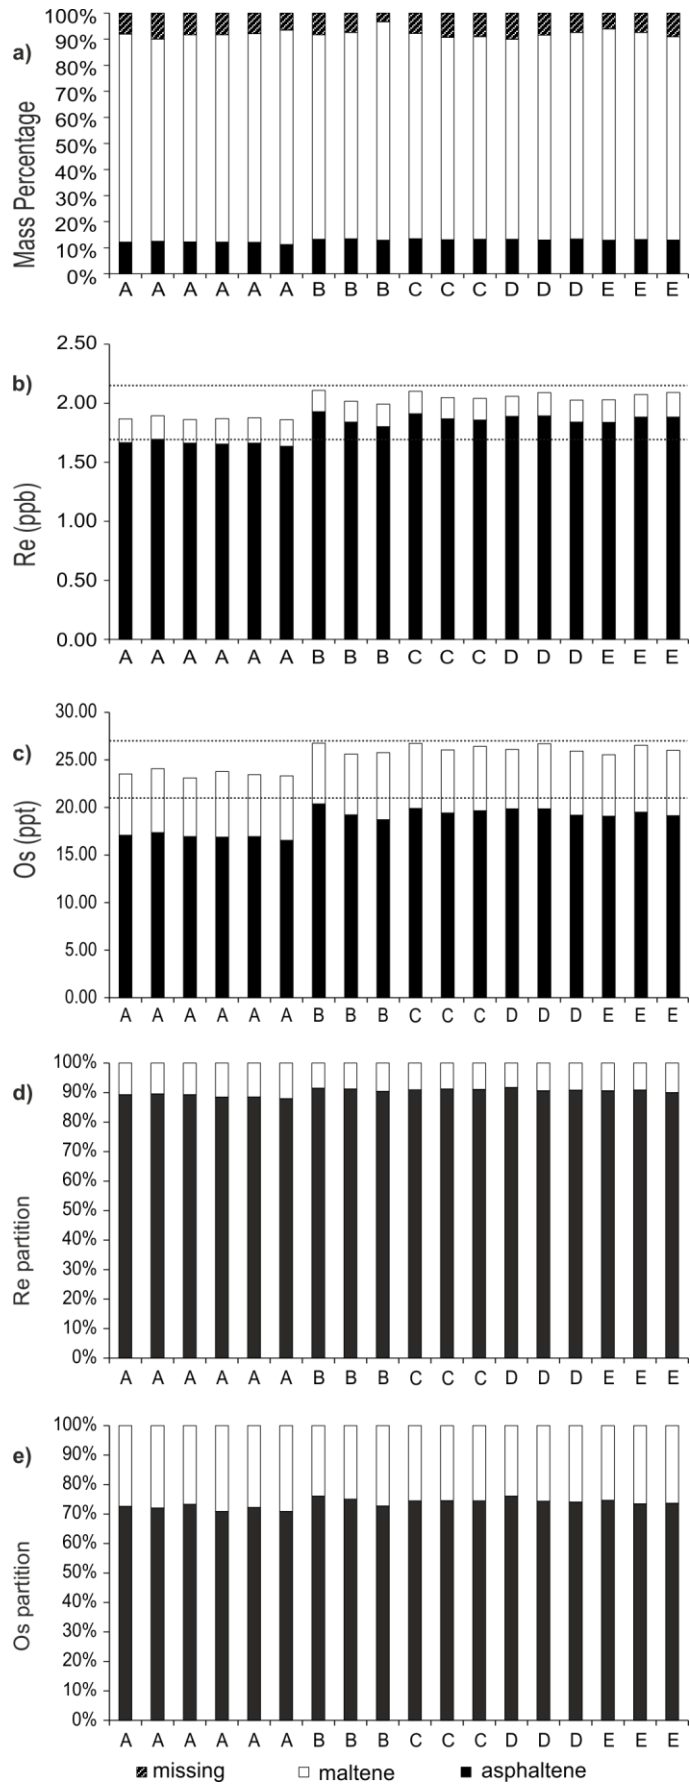 a)
Mass Percentage
100%
90%
80%
70%
60%
50%
40%
30%
20%
10%
0%
A A A A A A B B B C C C D D D E E E
b)
Re (ppb)
2.50
2.00
1.50
1.00
0.50
0.00
A A A A A A B B B C C C D D D E E E
c)
Os (ppt)
30.00
25.00
20.00
15.00
10.00
5.00
0.00
A A A A A A B B B C C C D D D E E E
d)
Re partition
100%
90%
80%
70%
60%
50%
40%
30%
20%
10%
0%
A A A A A A B B B C C C D D D E E E
e)
Os partition
100%
90%
80%
70%
60%
50%
40%
30%
20%
10%
0%
A A A A A A B B B C C C D D D E E E
missing maltene asphaltene